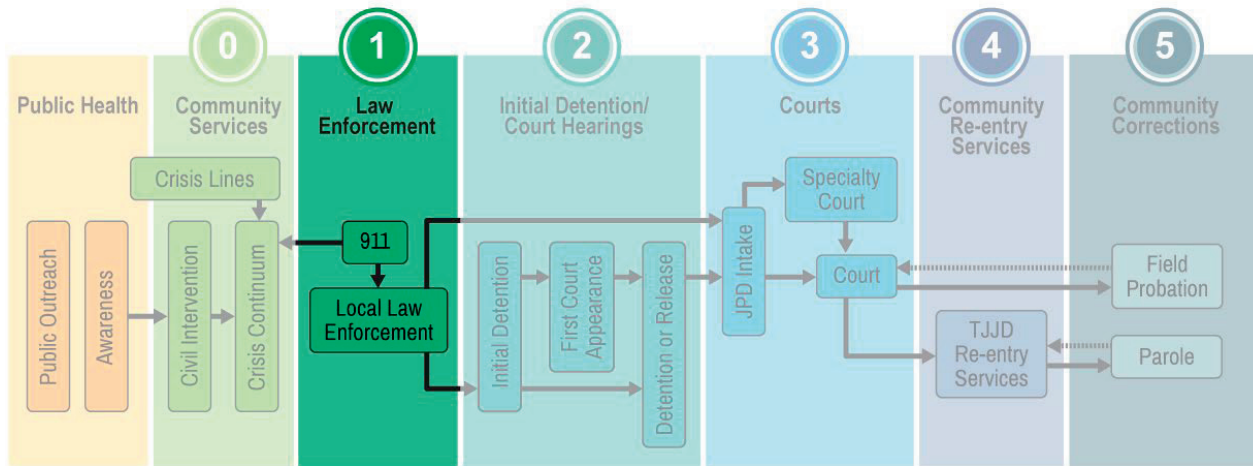 0
1
2
3
4
5
Public Health
Community
Services
Law
Enforcement
Initial Detention/
Court Hearings
Courts
Community
Re-entry
Services
Community
Corrections
Public Outreach
Awareness
Crisis Lines
Civil Intervention
Crisis Continuum
911
Local Law
Enforcement
Initial Detention
First Court
Appearance
Detention or Release
JPD Intake
Specialty
Court
Court
TJJD
Re-entry
Services
Field
Probation
Parole